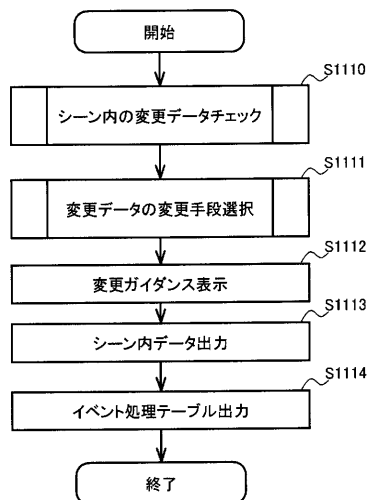 開始
S1110
シーン内の変更データチェック
S1111
変更データの変更手段選択
S1112
変更ガイダンス表示
S1113
シーン内データ出力
S1114
イベント処理テーブル出力
終了